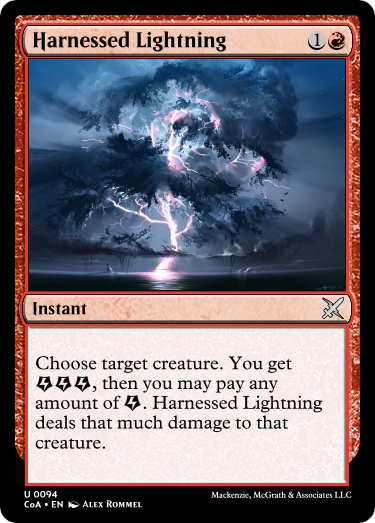 Harnessed Lightning 1
Instant
Choose target creature. You get
, then you may pay any
amount of . Harnessed Lightning
deals that much damage to that
creature.
U 0094
CoA • EN ALEX ROMMEL
Mackenzie, McGrath & Associates LLC